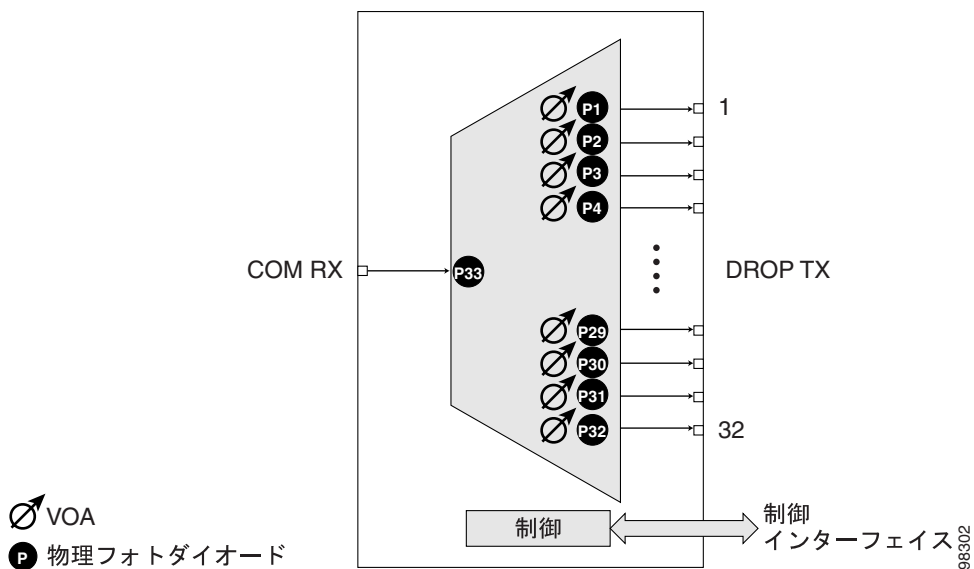 P1
1
P2
P3
P4
COM RX
P33
DROP TX
P29
P30
P31
P32
32
VOA
P 物理フォトダイオード
制御
制御
インターフェイス
98302